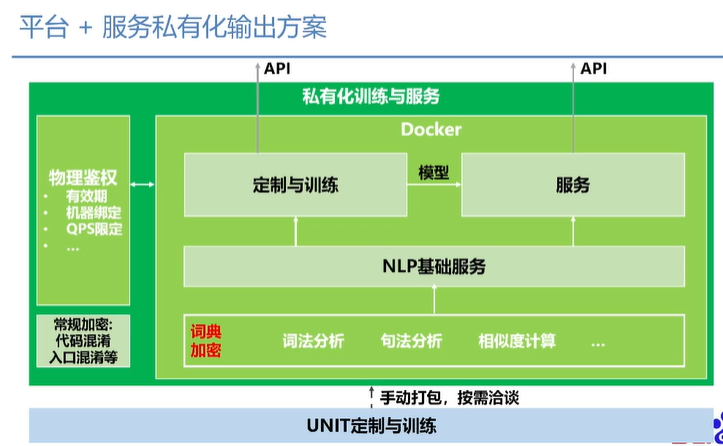 平台 + 服务私有化输出方案
API
API
私有化训练与服务
Docker
物理鉴权
• 有效期
• 机器绑定
• QPS限定
• ...
定制与训练
模型
服务
NLP基础服务
常规加密:
代码混淆
入口混淆等
词典
加密
词法分析
句法分析
相似度计算
...
手动打包，按需洽谈
UNIT定制与训练